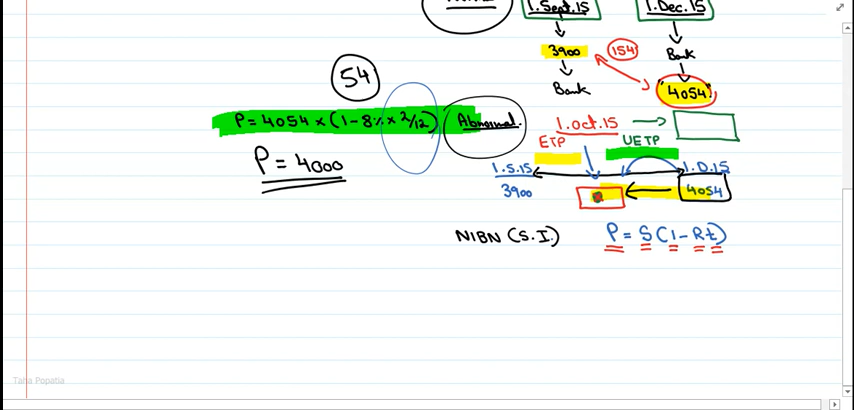 1.Sept.15 1.Dec.15
3900 154 Bank
Bank "4054"
54
P = 4054 x (1-8% x 2/12) Abnormal.
1.Oct.15
ETP UETP
P = 4000
1.S.15 1.D.15
3900 4054
NIBN (S.I.) P = S(1-Rt)
Taha Popatia